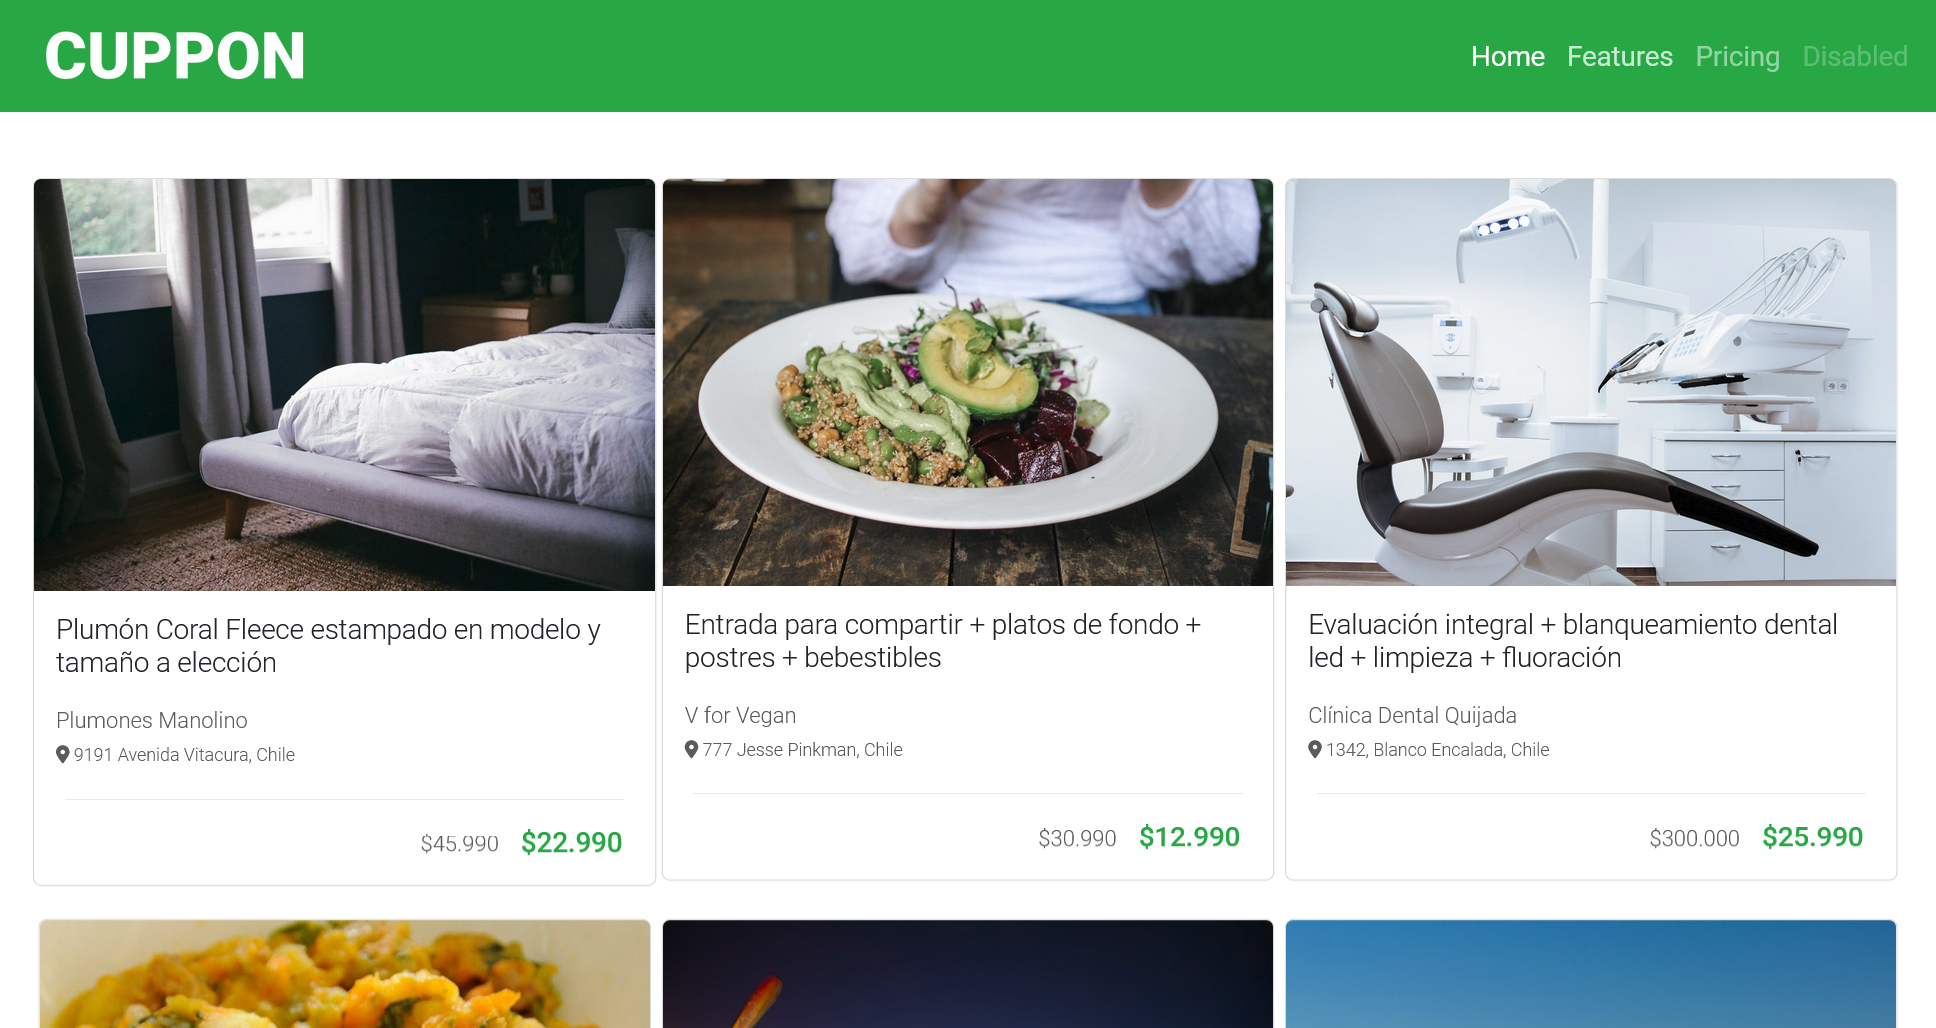 CUPPON
Home Features Pricing Disabled
Plumón Coral Fleece estampado en modelo y
tamaño a elección
Plumones Manolino
9191 Avenida Vitacura, Chile
$45.990 $22.990
Entrada para compartir + platos de fondo +
postres + bebestibles
V for Vegan
777 Jesse Pinkman, Chile
$30.990 $12.990
Evaluación integral + blanqueamiento dental
led + limpieza + fluoración
Clínica Dental Quijada
1342, Blanco Encalada, Chile
$300.000 $25.990